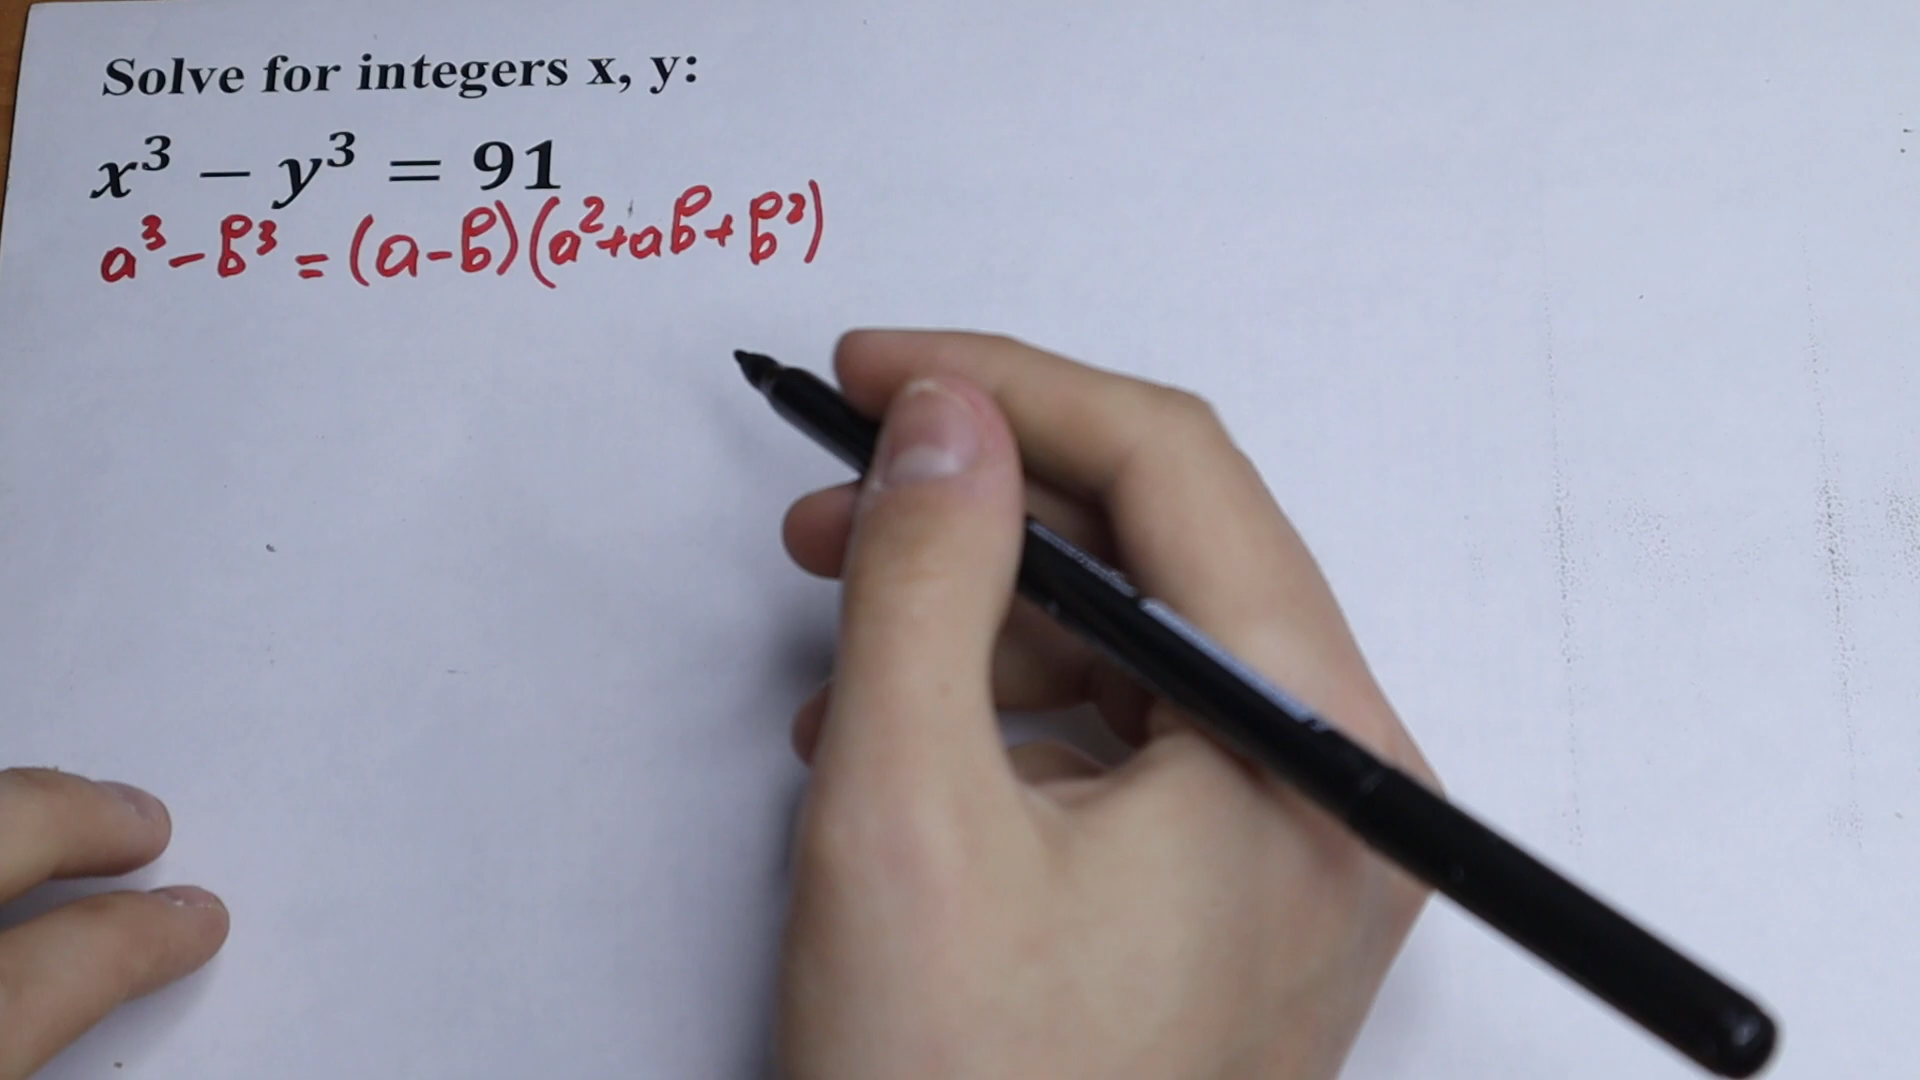 Solve for integers x, y:
x³ − y³ = 91
a³-b³=(a-b)(a²+ab+b²)